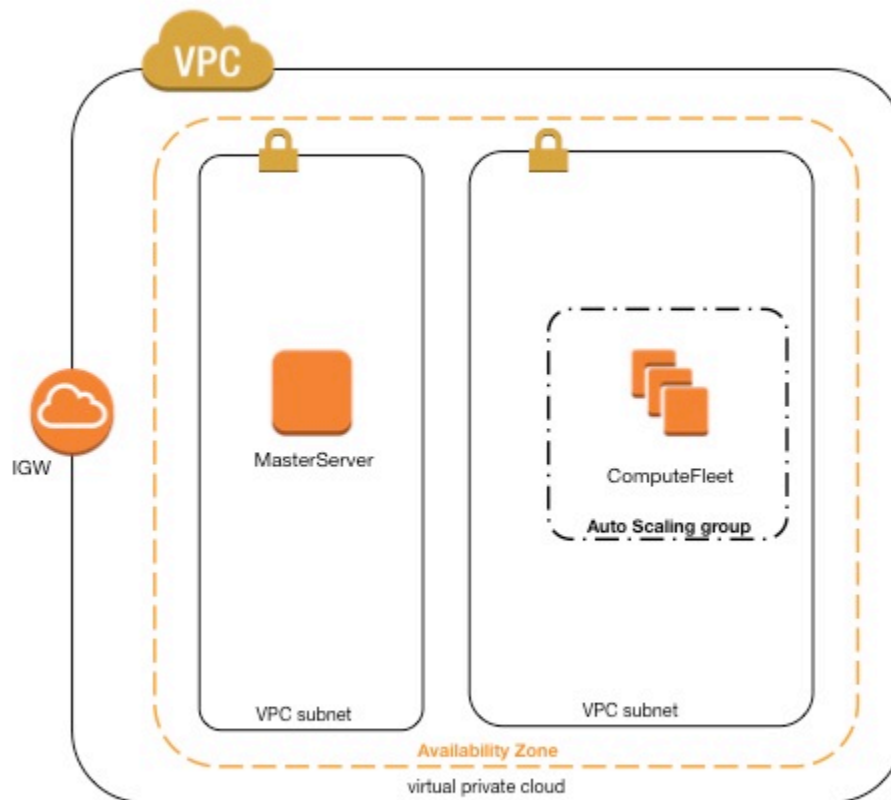 VPC
IGW
MasterServer
ComputeFleet
Auto Scaling group
VPC subnet
VPC subnet
Availability Zone
virtual private cloud